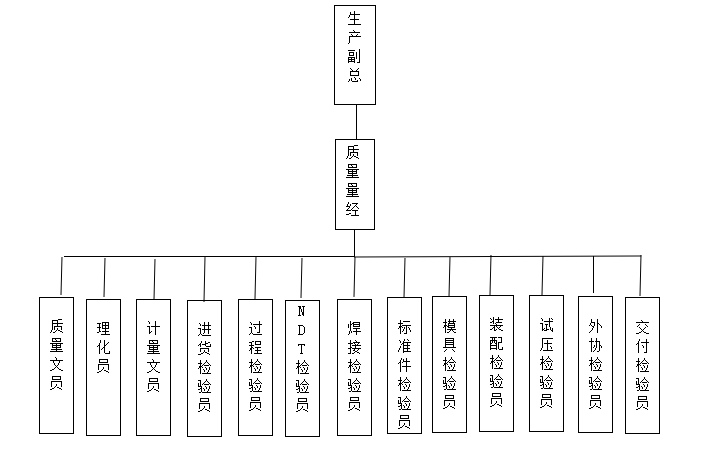 生产副总
质量量经
质量文员
理化员
计量文员
进货检验员
过程检验员
NDT检验员
焊接检验员
标准件检验员
模具检验员
装配检验员
试压检验员
外协检验员
交付检验员